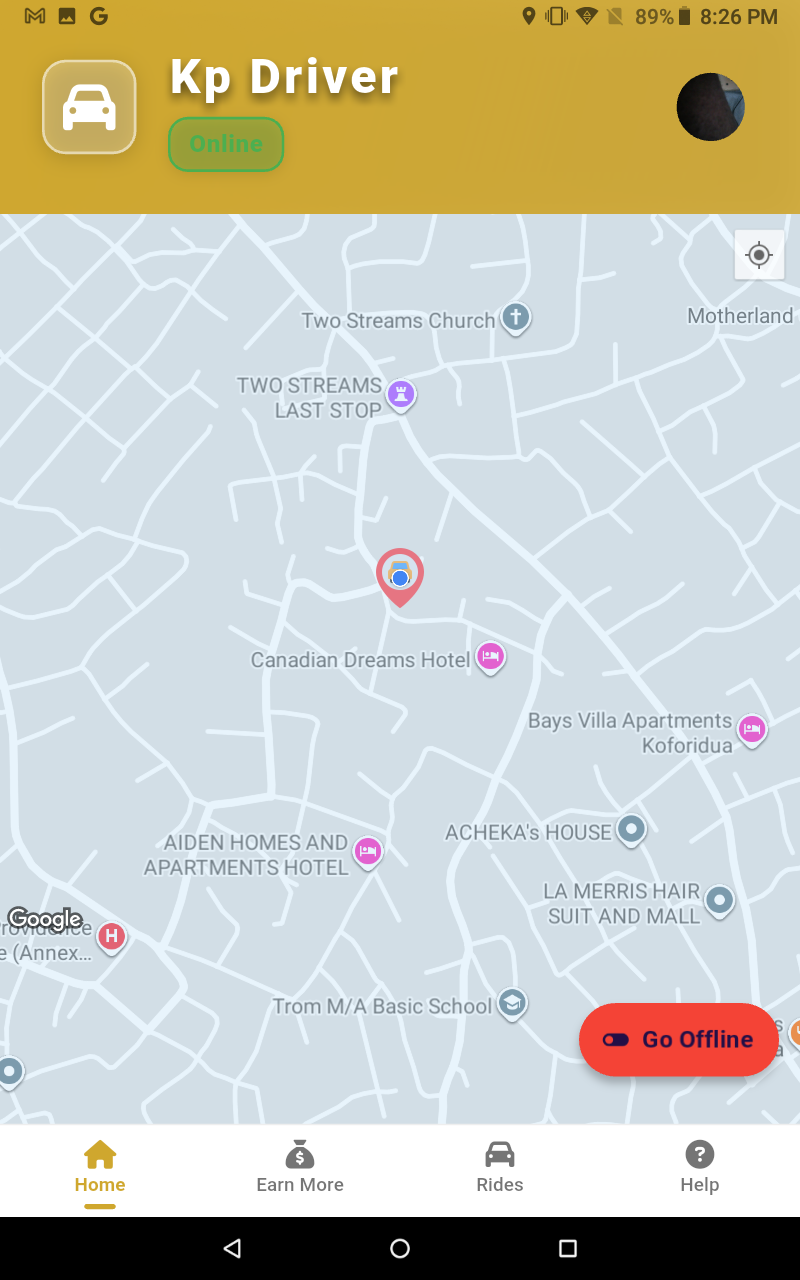 89% 8:26 PM
Kp Driver
Online
Two Streams Church
Motherland
TWO STREAMS
LAST STOP
Canadian Dreams Hotel
Bays Villa Apartments
Koforidua
ACHEKA's HOUSE
AIDEN HOMES AND
APARTMENTS HOTEL
LA MERRIS HAIR
SUIT AND MALL
Google
e (Annex...
H
Trom M/A Basic School
Go Offline
Home
Earn More
Rides
Help